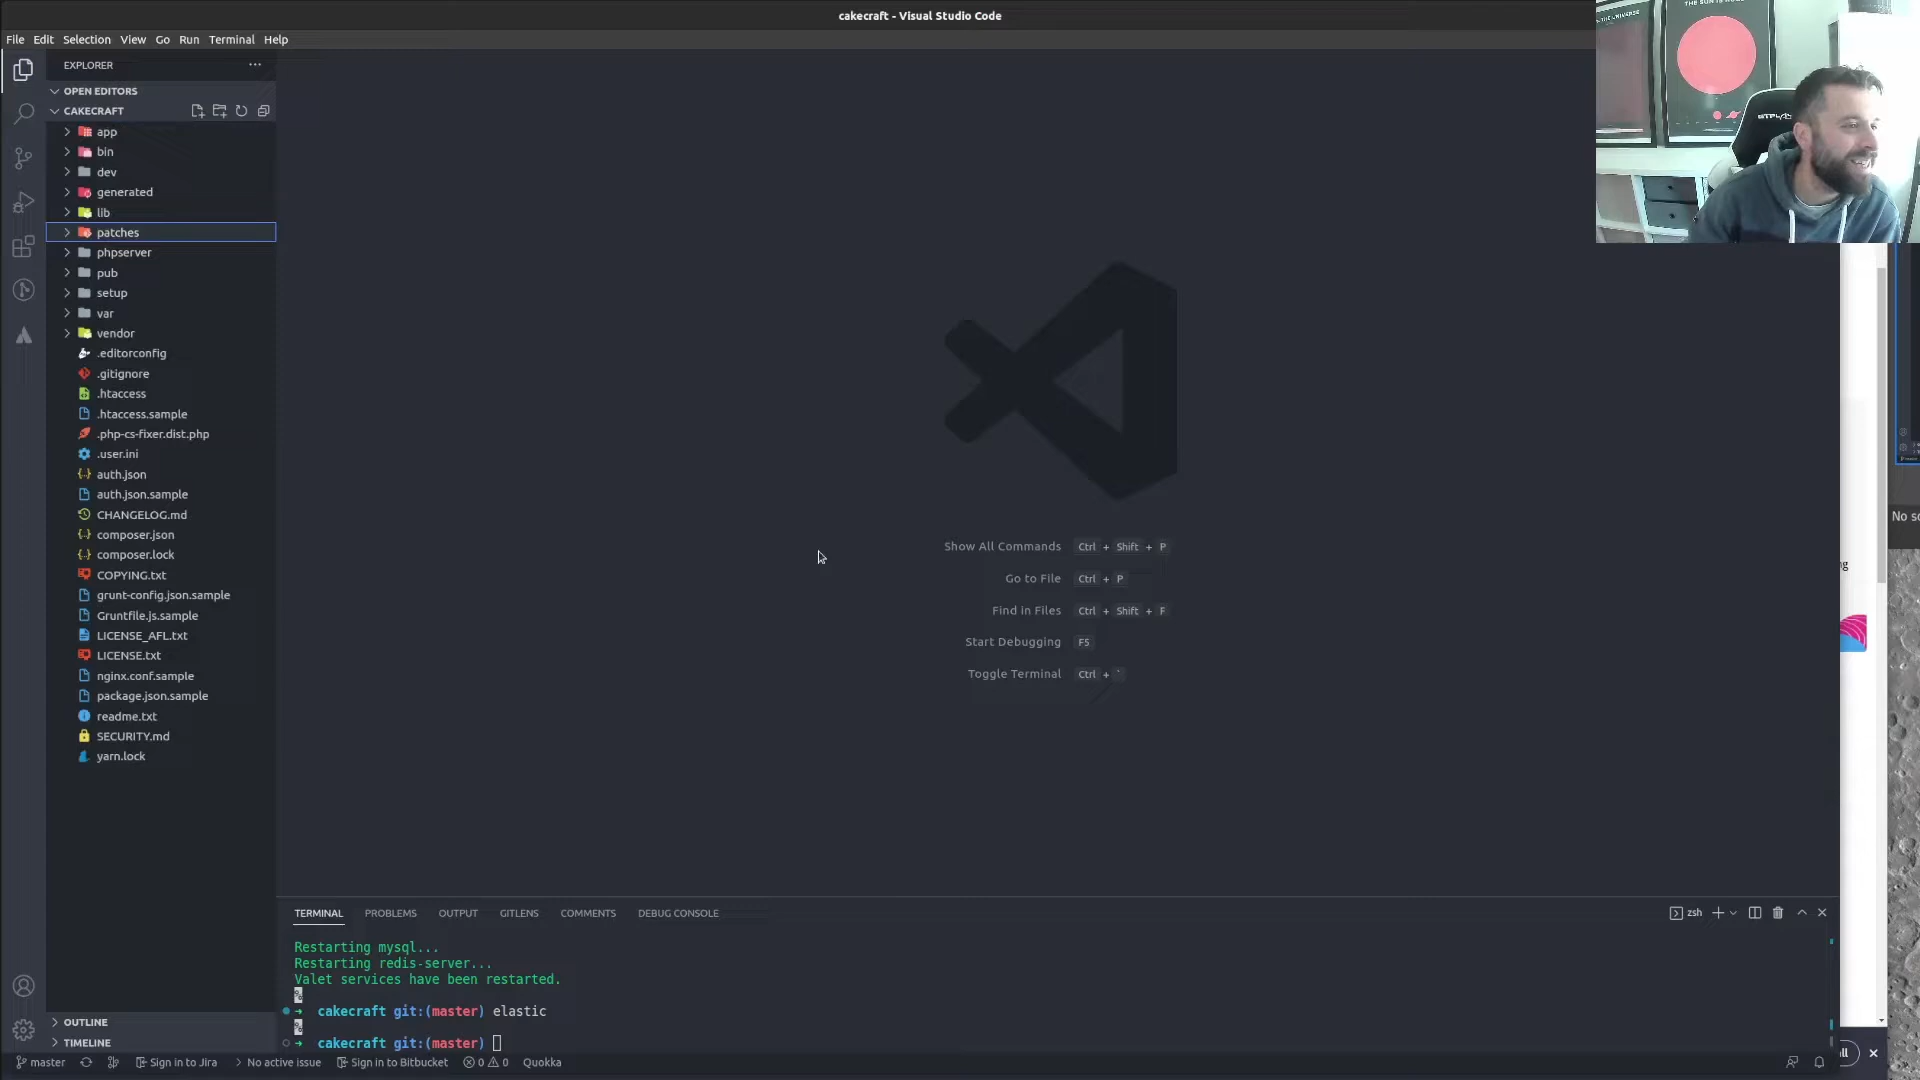 cakecraft - Visual Studio Code
File Edit Selection View Go Run Terminal Help
EXPLORER
OPEN EDITORS
CAKECRAFT
app
bin
dev
generated
lib
patches
phpserver
pub
setup
var
vendor
.editorconfig
.gitignore
.htaccess
.htaccess.sample
.php-cs-fixer.dist.php
.user.ini
auth.json
auth.json.sample
CHANGELOG.md
composer.json
composer.lock
COPYING.txt
grunt-config.json.sample
Gruntfile.js.sample
LICENSE_AFL.txt
LICENSE.txt
nginx.conf.sample
package.json.sample
readme.txt
SECURITY.md
yarn.lock
OUTLINE
TIMELINE
Show All Commands Ctrl + Shift + P
Go to File Ctrl + P
Find in Files Ctrl + Shift + F
Start Debugging F5
Toggle Terminal Ctrl + `
TERMINAL PROBLEMS OUTPUT GITLENS COMMENTS DEBUG CONSOLE
zsh
Restarting mysql...
Restarting redis-server...
Valet services have been restarted.
%
→ cakecraft git:(master) elastic
%
→ cakecraft git:(master)
master Sign in to Jira No active issue Sign in to Bitbucket 0 0 Quokka